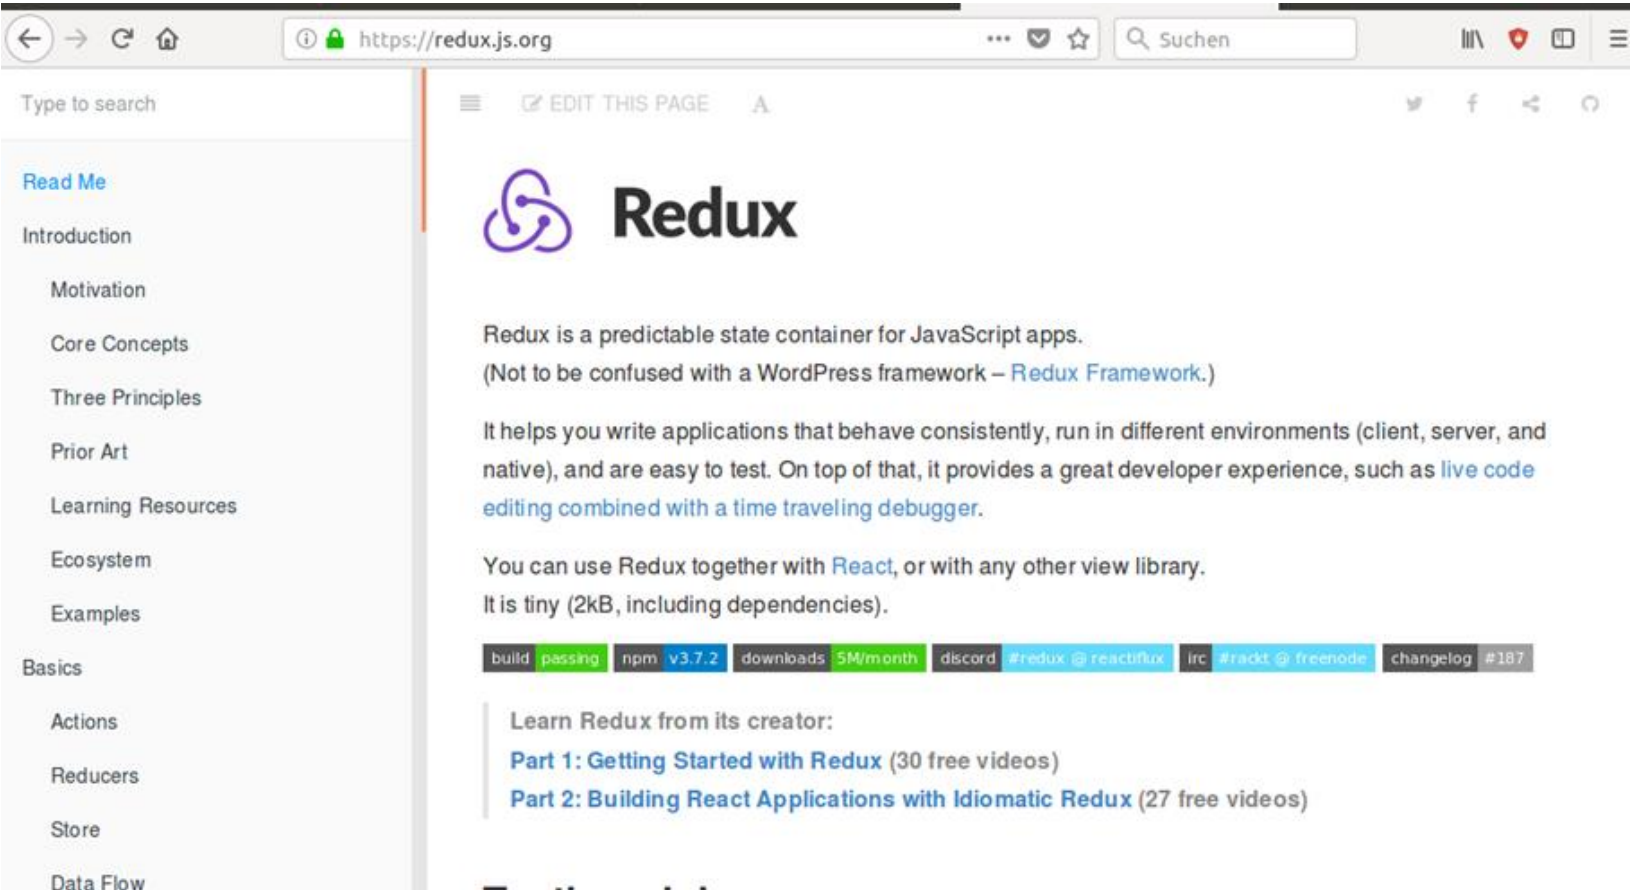 https://redux.js.org
Suchen
Type to search
EDIT THIS PAGE A
Read Me
Introduction
Motivation
Core Concepts
Three Principles
Prior Art
Learning Resources
Ecosystem
Examples
Basics
Actions
Reducers
Store
Data Flow
Redux
Redux is a predictable state container for JavaScript apps.
(Not to be confused with a WordPress framework – Redux Framework.)
It helps you write applications that behave consistently, run in different environments (client, server, and
native), and are easy to test. On top of that, it provides a great developer experience, such as live code
editing combined with a time traveling debugger.
You can use Redux together with React, or with any other view library.
It is tiny (2kB, including dependencies).
build passing npm v3.7.2 downloads 5M/month discord #redux @ reactiflux irc #rackt @ freenode changelog #187
Learn Redux from its creator:
Part 1: Getting Started with Redux (30 free videos)
Part 2: Building React Applications with Idiomatic Redux (27 free videos)